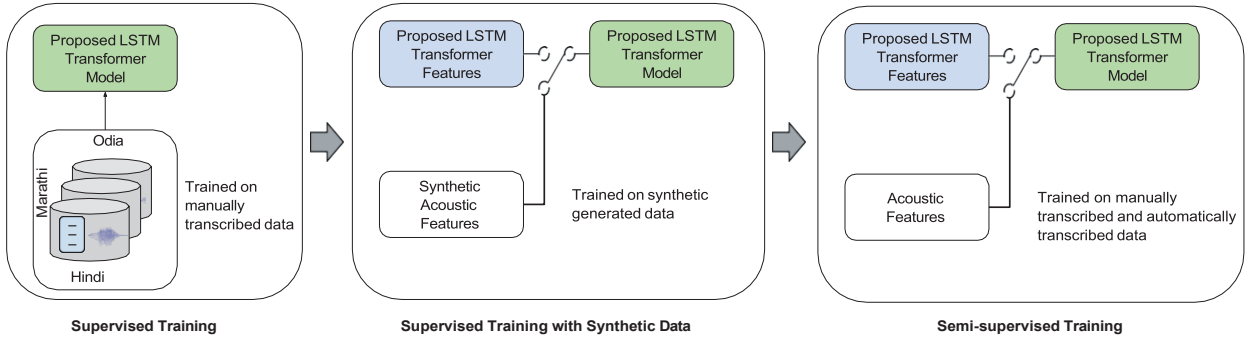 Proposed LSTM
Transformer
Model
Odia
Marathi
Hindi
Trained on
manually
transcribed data
Supervised Training
Proposed LSTM
Transformer
Features
Proposed LSTM
Transformer
Model
Synthetic
Acoustic
Features
Trained on synthetic
generated data
Supervised Training with Synthetic Data
Proposed LSTM
Transformer
Features
Proposed LSTM
Transformer
Model
Acoustic
Features
Trained on manually
transcribed and automatically
transcribed data
Semi-supervised Training